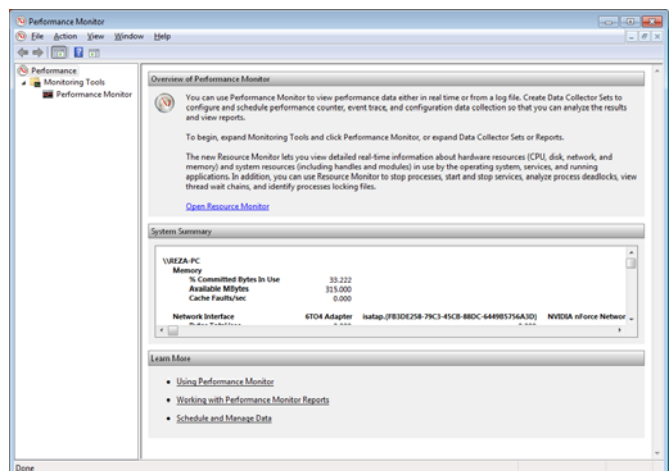 Performance Monitor
File Action View Window Help
Performance
Monitoring Tools
Performance Monitor
Overview of Performance Monitor
You can use Performance Monitor to view performance data either in real time or from a log file. Create Data Collector Sets to
configure and schedule performance counter, event trace, and configuration data collection so that you can analyze the results
and view reports.
To begin, expand Monitoring Tools and click Performance Monitor, or expand Data Collector Sets or Reports.
The new Resource Monitor lets you view detailed real-time information about hardware resources (CPU, disk, network, and
memory) and system resources (including handles and modules) in use by the operating system, services, and running
applications. In addition, you can use Resource Monitor to stop processes, start and stop services, analyze process deadlocks, view
thread wait chains, and identify processes locking files.
Open Resource Monitor
System Summary
\\REZA-PC
Memory
% Committed Bytes In Use 33.222
Available MBytes 315.000
Cache Faults/sec 0.000
Network Interface 6TO4 Adapter isatap.{FB3DE258-79C3-45CB-88DC-6449B5756A3D} NVIDIA nForce Networ
Learn More
Using Performance Monitor
Working with Performance Monitor Reports
Schedule and Manage Data
Done